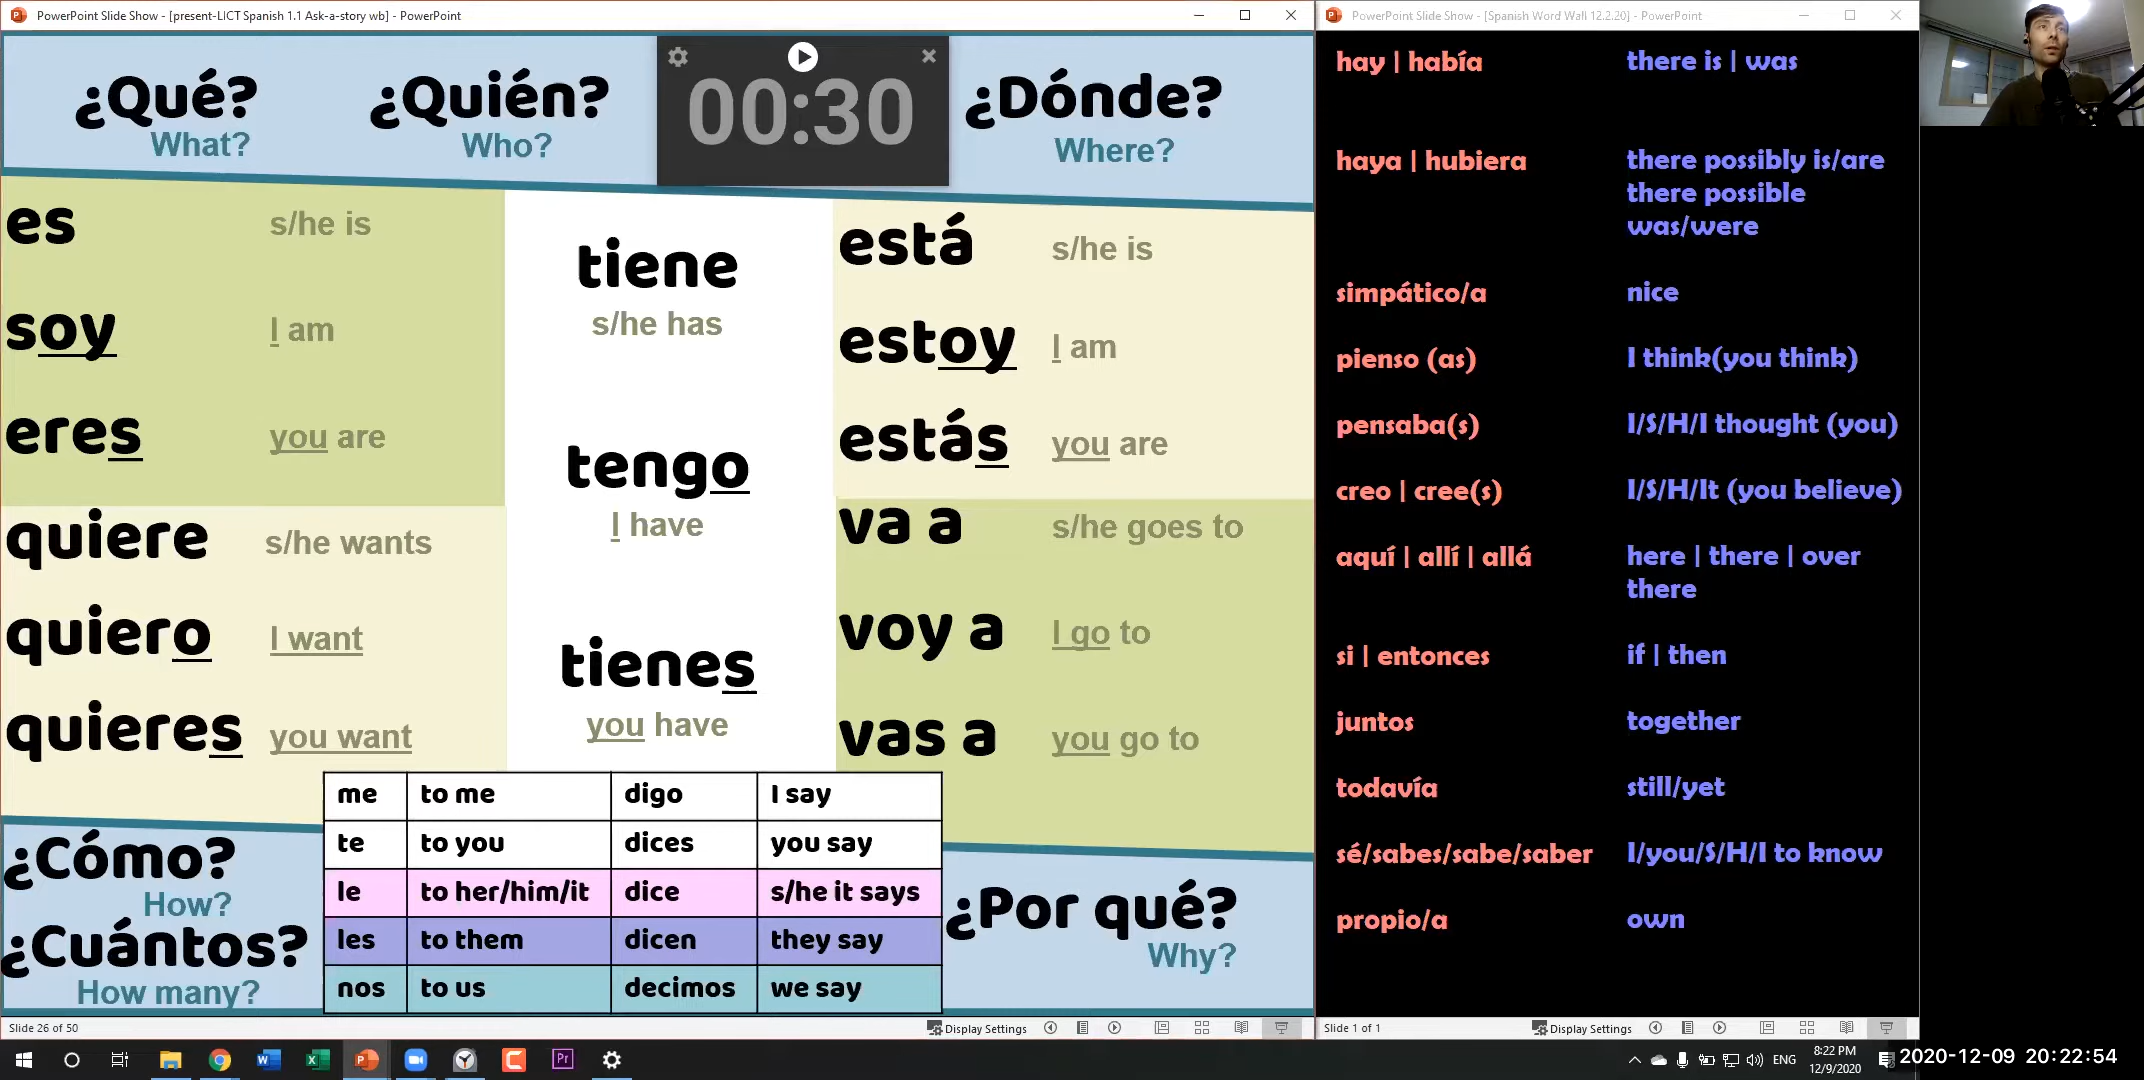 PowerPoint Slide Show - [present-LICT Spanish 1.1 Ask-a-story wb] - PowerPoint
¿Qué?
What?
¿Quién?
Who?
00:30
¿Dónde?
Where?
es s/he is
soy I am
eres you are
quiere s/he wants
quiero I want
quieres you want
tiene
s/he has
tengo
I have
tienes
you have
está s/he is
estoy I am
estás you are
va a s/he goes to
voy a I go to
vas a you go to
¿Cómo?
How?
¿Cuántos?
How many?
me to me digo I say
te to you dices you say
le to her/him/it dice s/he it says
les to them dicen they say
nos to us decimos we say
¿Por qué?
Why?
Slide 26 of 50
Display Settings
PowerPoint Slide Show - [Spanish Word Wall 12.2.20] - PowerPoint
hay | había there is | was
haya | hubiera there possibly is/are
there possible
was/were
simpático/a nice
pienso (as) I think(you think)
pensaba(s) I/S/H/I thought (you)
creo | cree(s) I/S/H/It (you believe)
aquí | allí | allá here | there | over
there
si | entonces if | then
juntos together
todavía still/yet
sé/sabes/sabe/saber I/you/S/H/I to know
propio/a own
Slide 1 of 1
Display Settings
ENG
8:22 PM
12/9/2020
2020-12-09 20:22:54